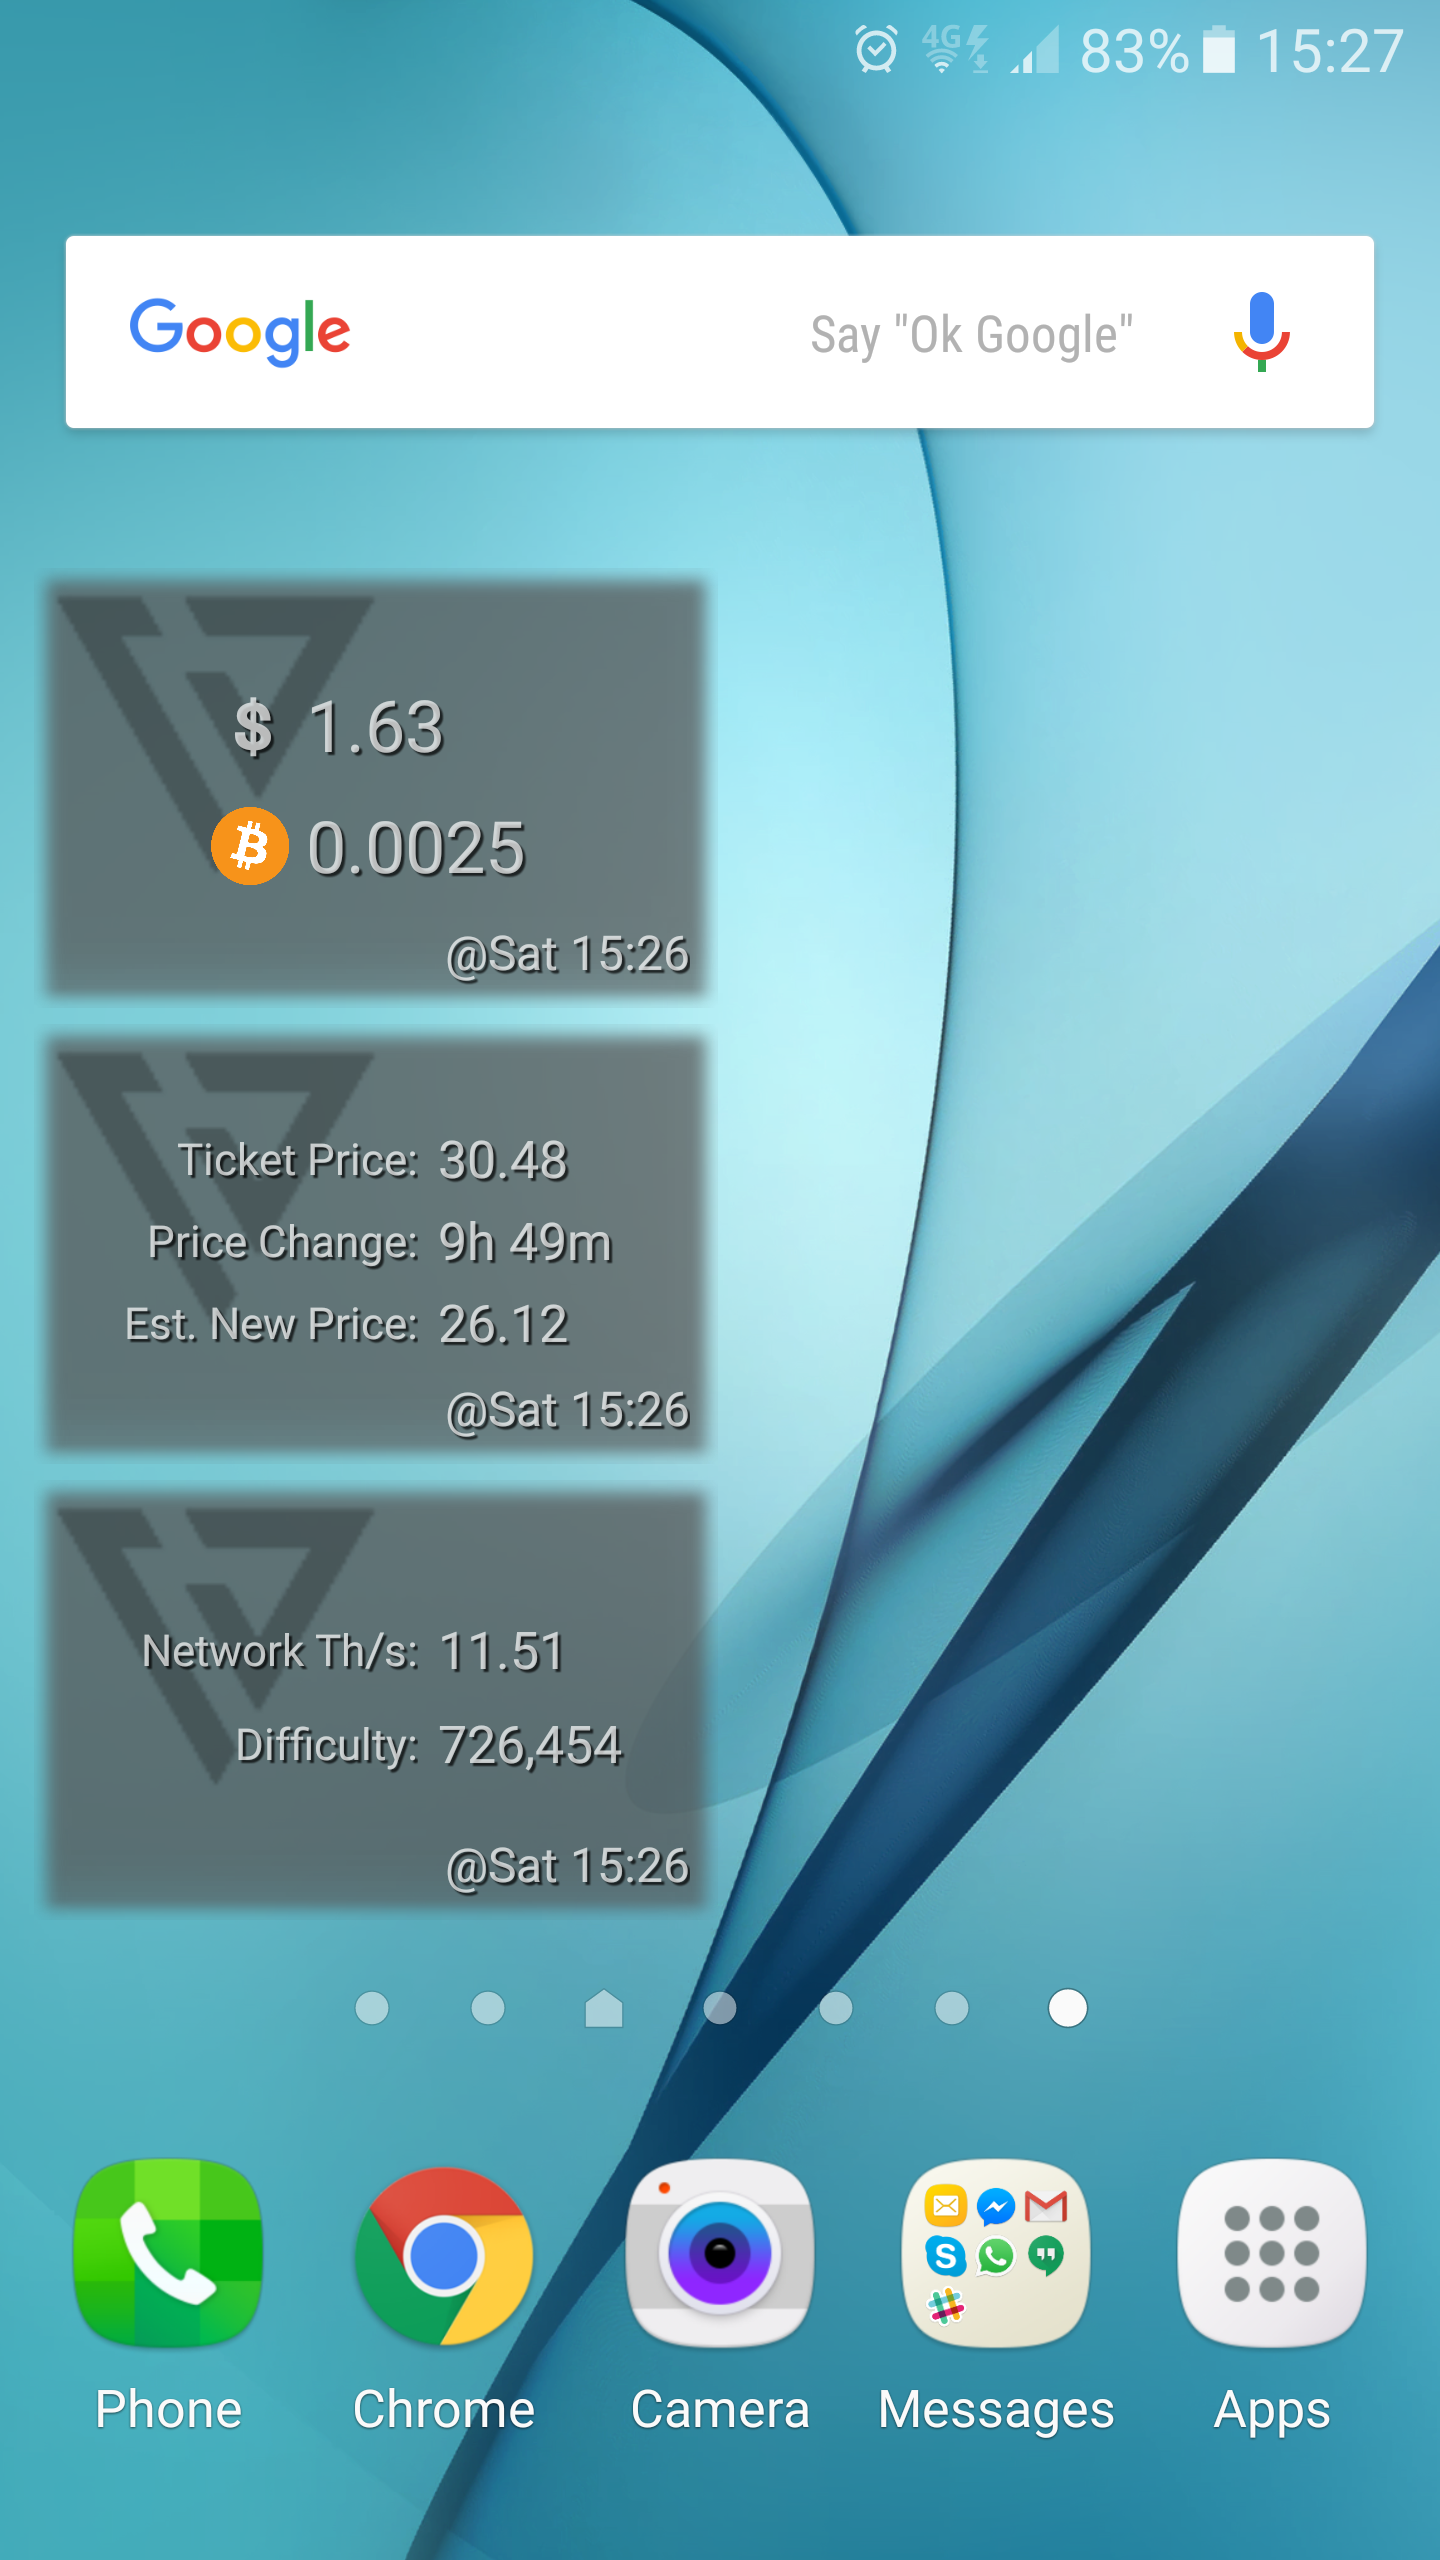 4G 83% 15:27
Google Say "Ok Google"
$ 1.63
0.0025
@Sat 15:26
Ticket Price: 30.48
Price Change: 9h 49m
Est. New Price: 26.12
@Sat 15:26
Network Th/s: 11.51
Difficulty: 726,454
@Sat 15:26
Phone Chrome Camera Messages Apps